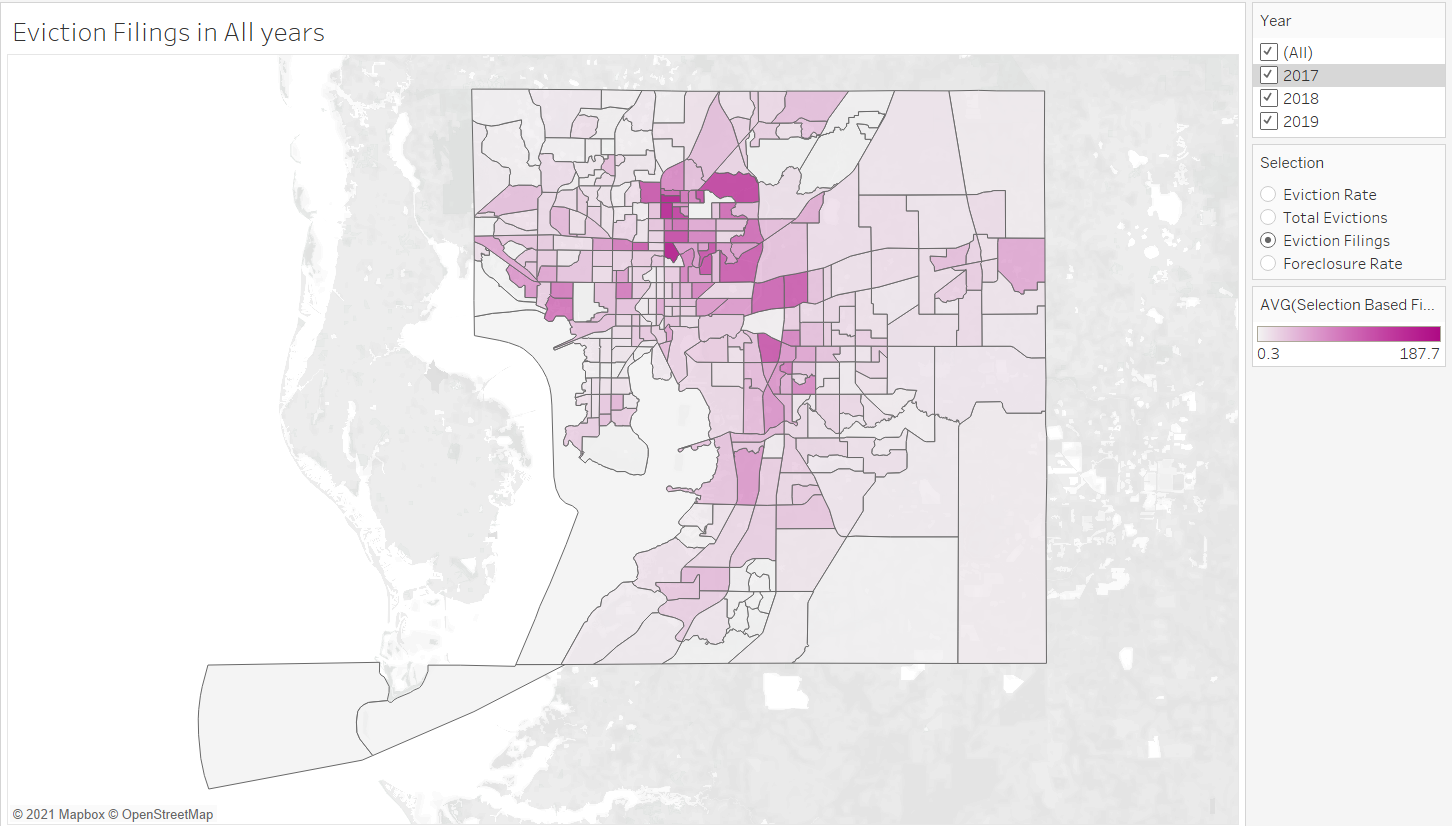 Eviction Filings in All years
Year
(All)
2017
2018
2019
Selection
Eviction Rate
Total Evictions
Eviction Filings
Foreclosure Rate
AVG(Selection Based Fi...
0.3 187.7
© 2021 Mapbox © OpenStreetMap